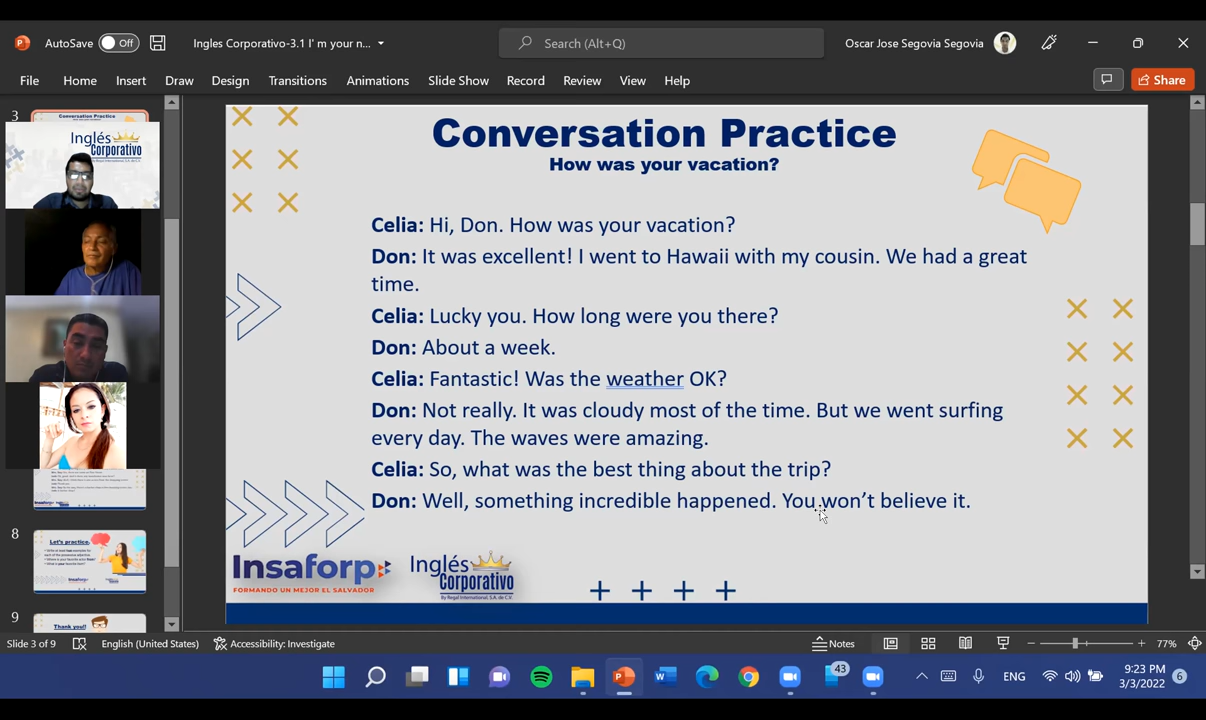 AutoSave Off Ingles Corporativo-3.1 I' m your n... Search (Alt+Q) Oscar Jose Segovia Segovia
File Home Insert Draw Design Transitions Animations Slide Show Record Review View Help Share
3
Conversation Practice
Inglés
Corporativo
8
Let's practice.
9
Thank you!
Conversation Practice
How was your vacation?
Celia: Hi, Don. How was your vacation?
Don: It was excellent! I went to Hawaii with my cousin. We had a great
time.
Celia: Lucky you. How long were you there?
Don: About a week.
Celia: Fantastic! Was the weather OK?
Don: Not really. It was cloudy most of the time. But we went surfing
every day. The waves were amazing.
Celia: So, what was the best thing about the trip?
Don: Well, something incredible happened. You won't believe it.
Insaforp
FORMANDO UN MEJOR EL SALVADOR
Inglés
Corporativo
By Regal International, S.A. de C.V.
Slide 3 of 9 English (United States) Accessibility: Investigate Notes 77%
43
ENG
9:23 PM
3/3/2022
6